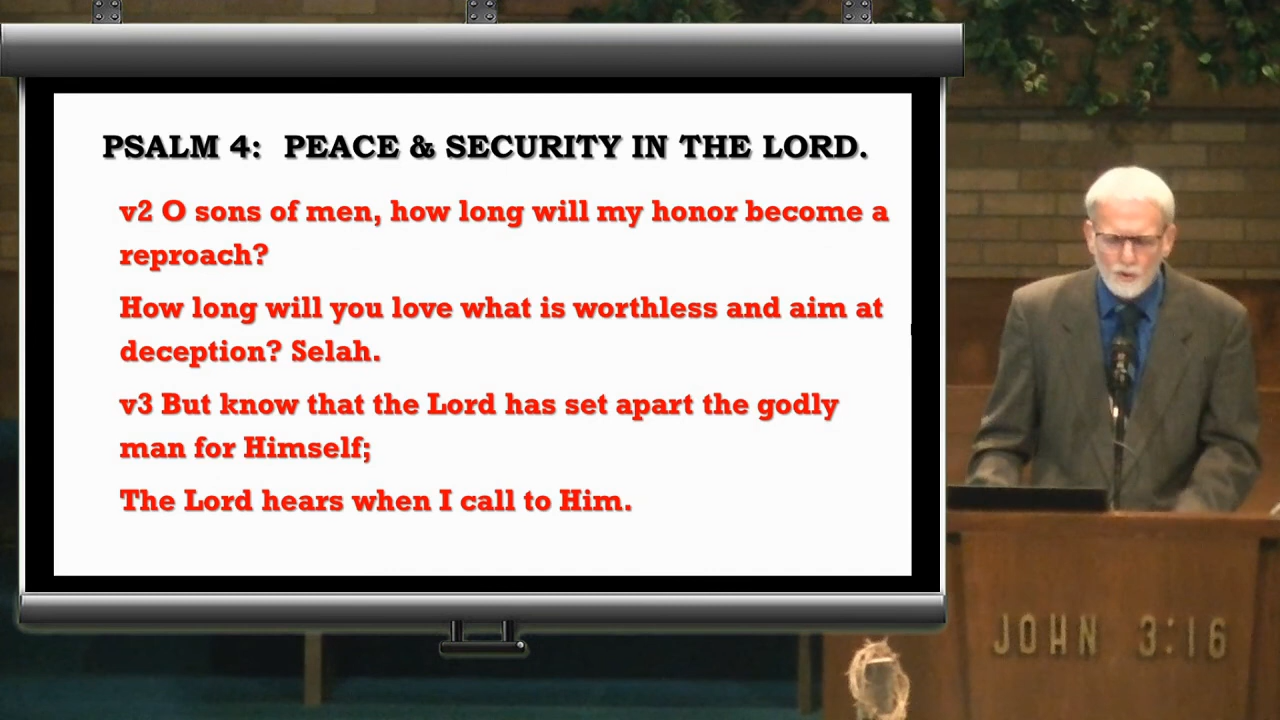 PSALM 4: PEACE & SECURITY IN THE LORD.
v2 O sons of men, how long will my honor become a
reproach?
How long will you love what is worthless and aim at
deception? Selah.
v3 But know that the Lord has set apart the godly
man for Himself;
The Lord hears when I call to Him.
JOHN 3:16